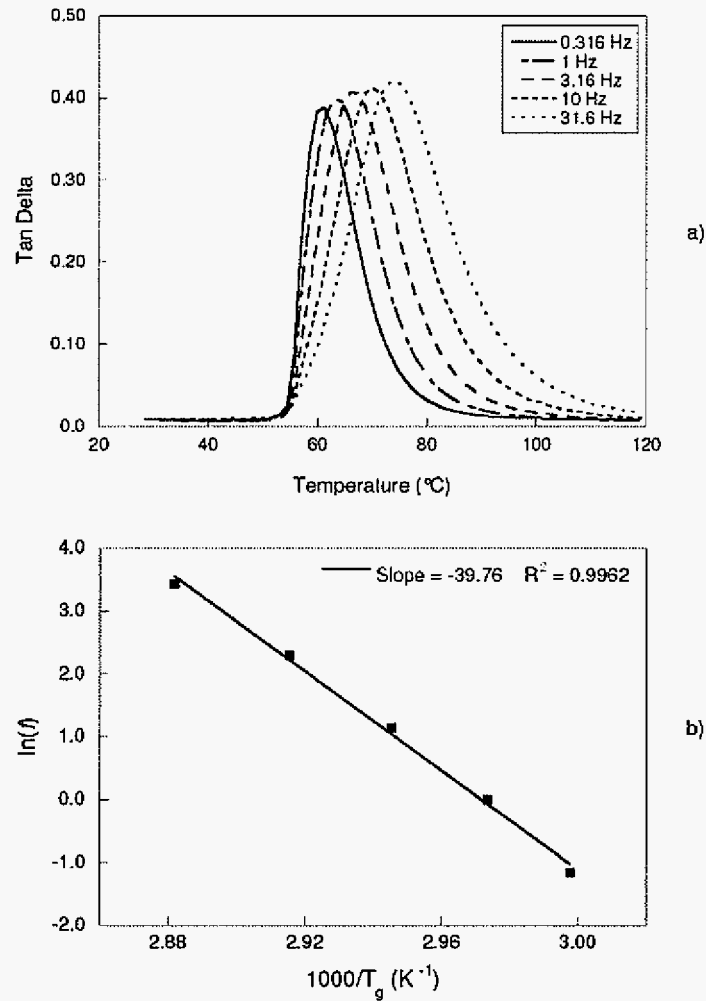 0.50
0.40
0.30
0.20
0.10
0.0
Tan Delta
0.316 Hz
1 Hz
3.16 Hz
10 Hz
31.6 Hz
a)
20 40 60 80 100 120
Temperature (°C)
4.0
3.0
2.0
1.0
0.0
-1.0
-2.0
ln(f)
Slope = -39.76 R² = 0.9962
b)
2.88 2.92 2.96 3.00
1000/Tg (K⁻¹)